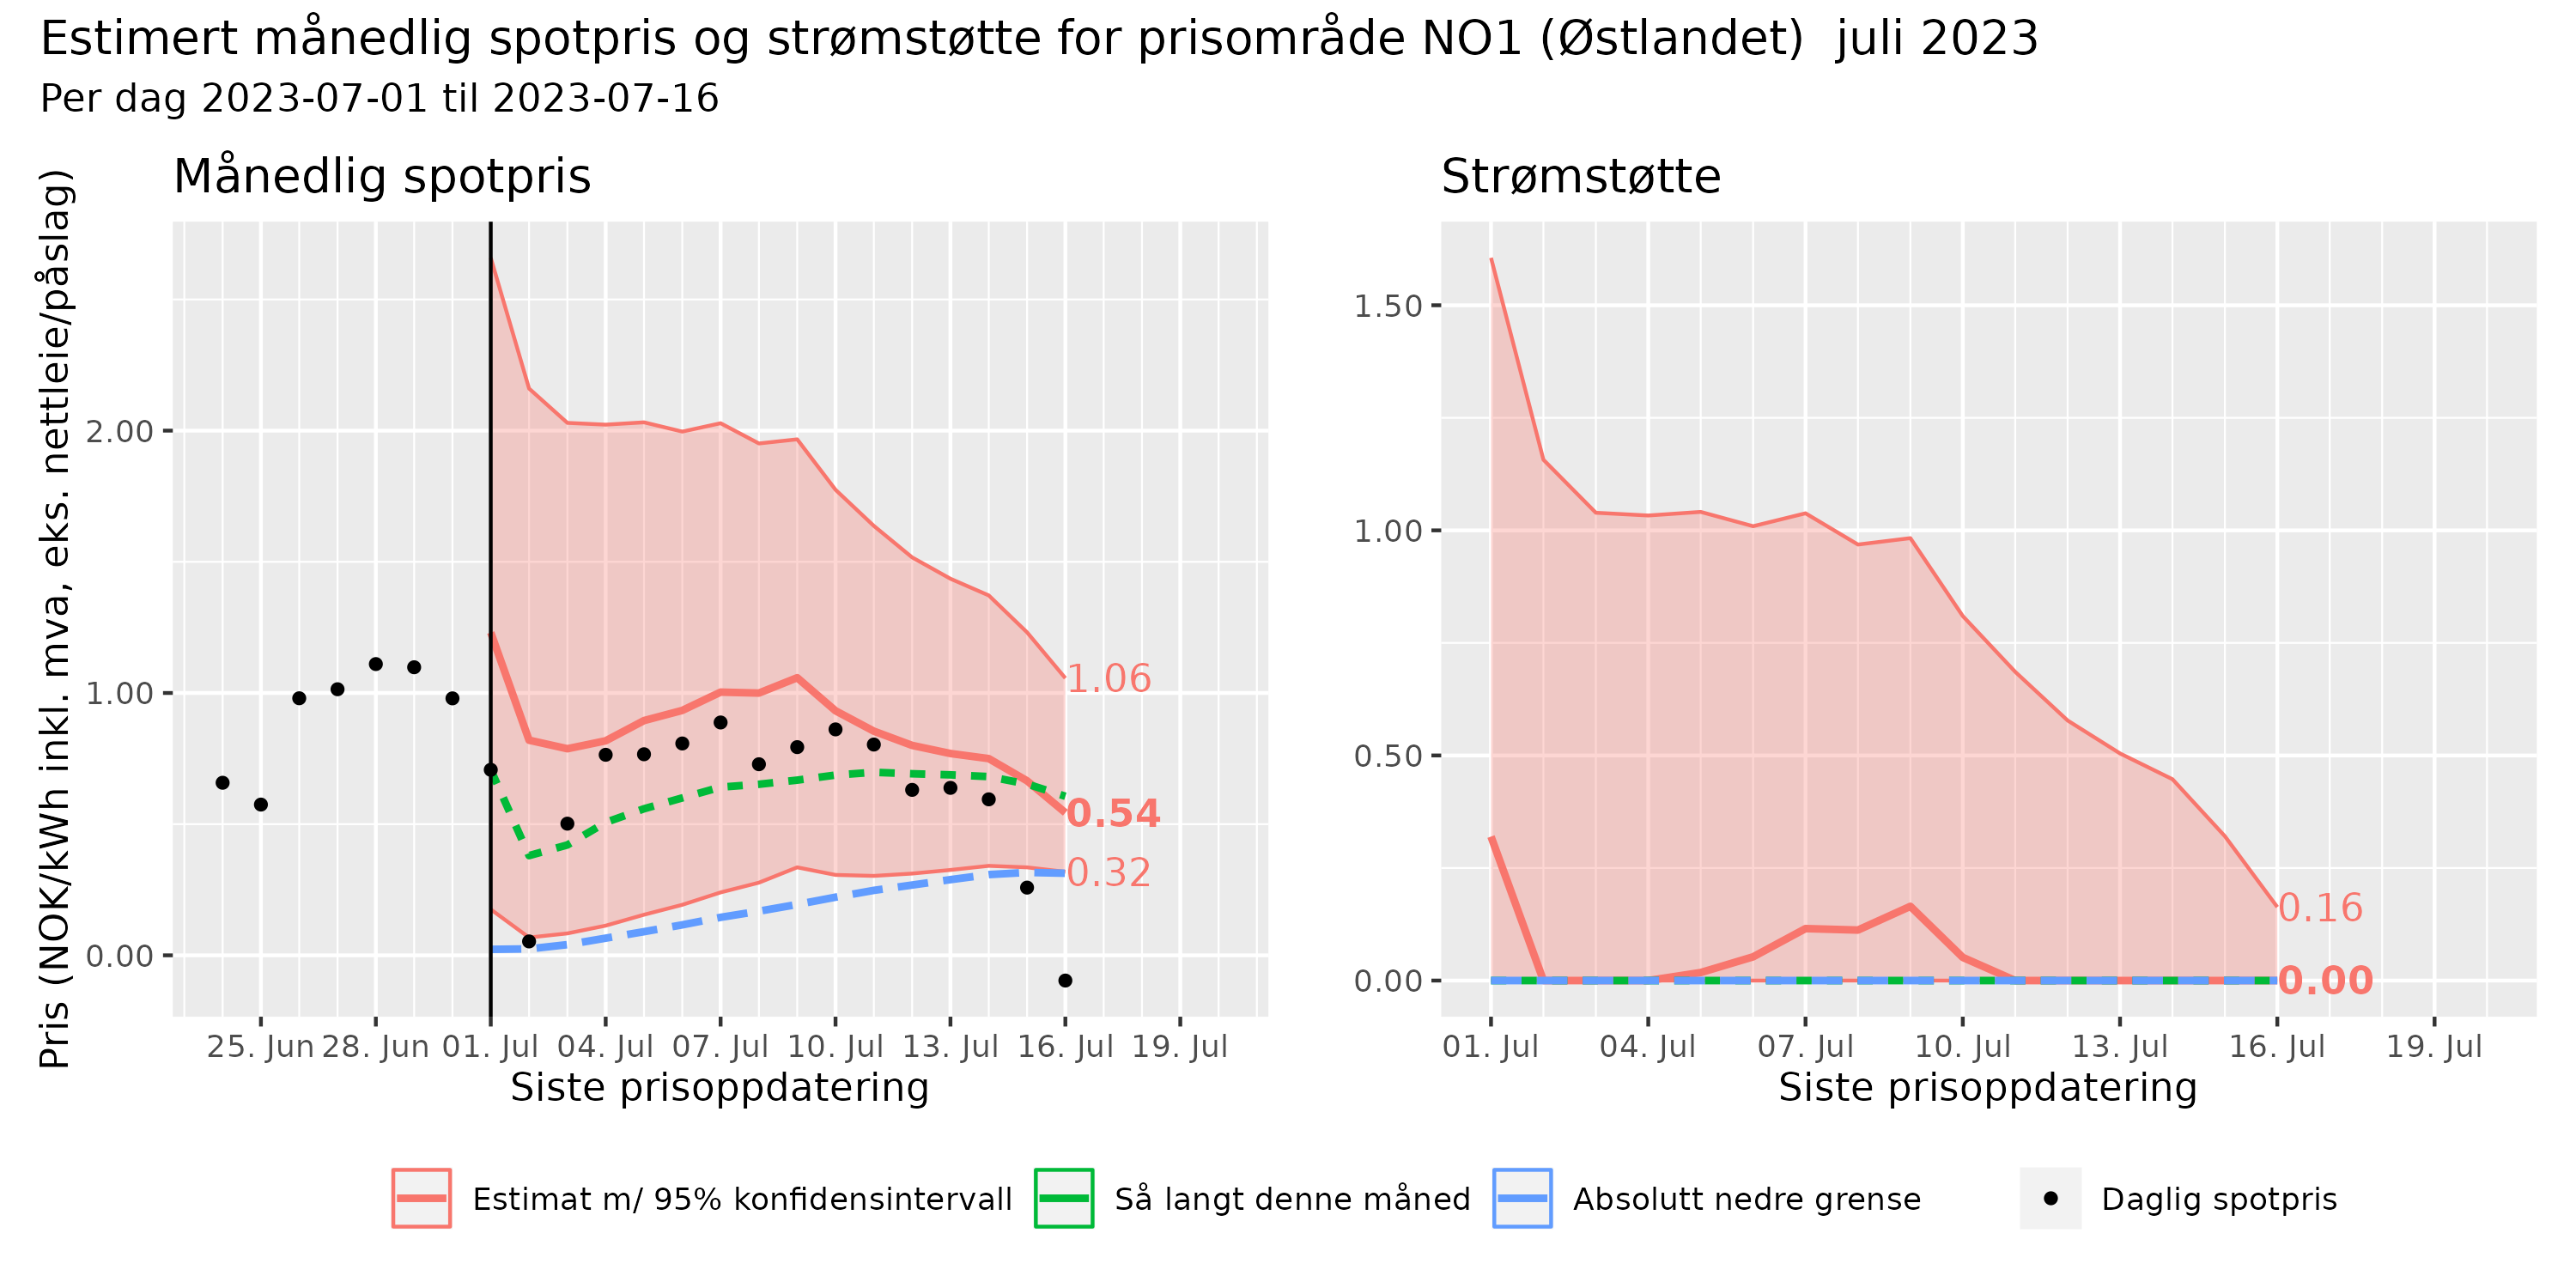 Estimert månedlig spotpris og strømstøtte for prisområde NO1 (Østlandet)  juli 2023
Per dag 2023-07-01 til 2023-07-16
Månedlig spotpris
Pris (NOK/kWh inkl. mva, eks. nettleie/påslag)
2.00
1.00
0.00
1.06
0.54
0.32
25. Jun 28. Jun 01. Jul 04. Jul 07. Jul 10. Jul 13. Jul 16. Jul 19. Jul
Siste prisoppdatering
Strømstøtte
1.50
1.00
0.50
0.00
0.16
0.00
01. Jul 04. Jul 07. Jul 10. Jul 13. Jul 16. Jul 19. Jul
Siste prisoppdatering
Estimat m/ 95% konfidensintervall Så langt denne måned Absolutt nedre grense Daglig spotpris